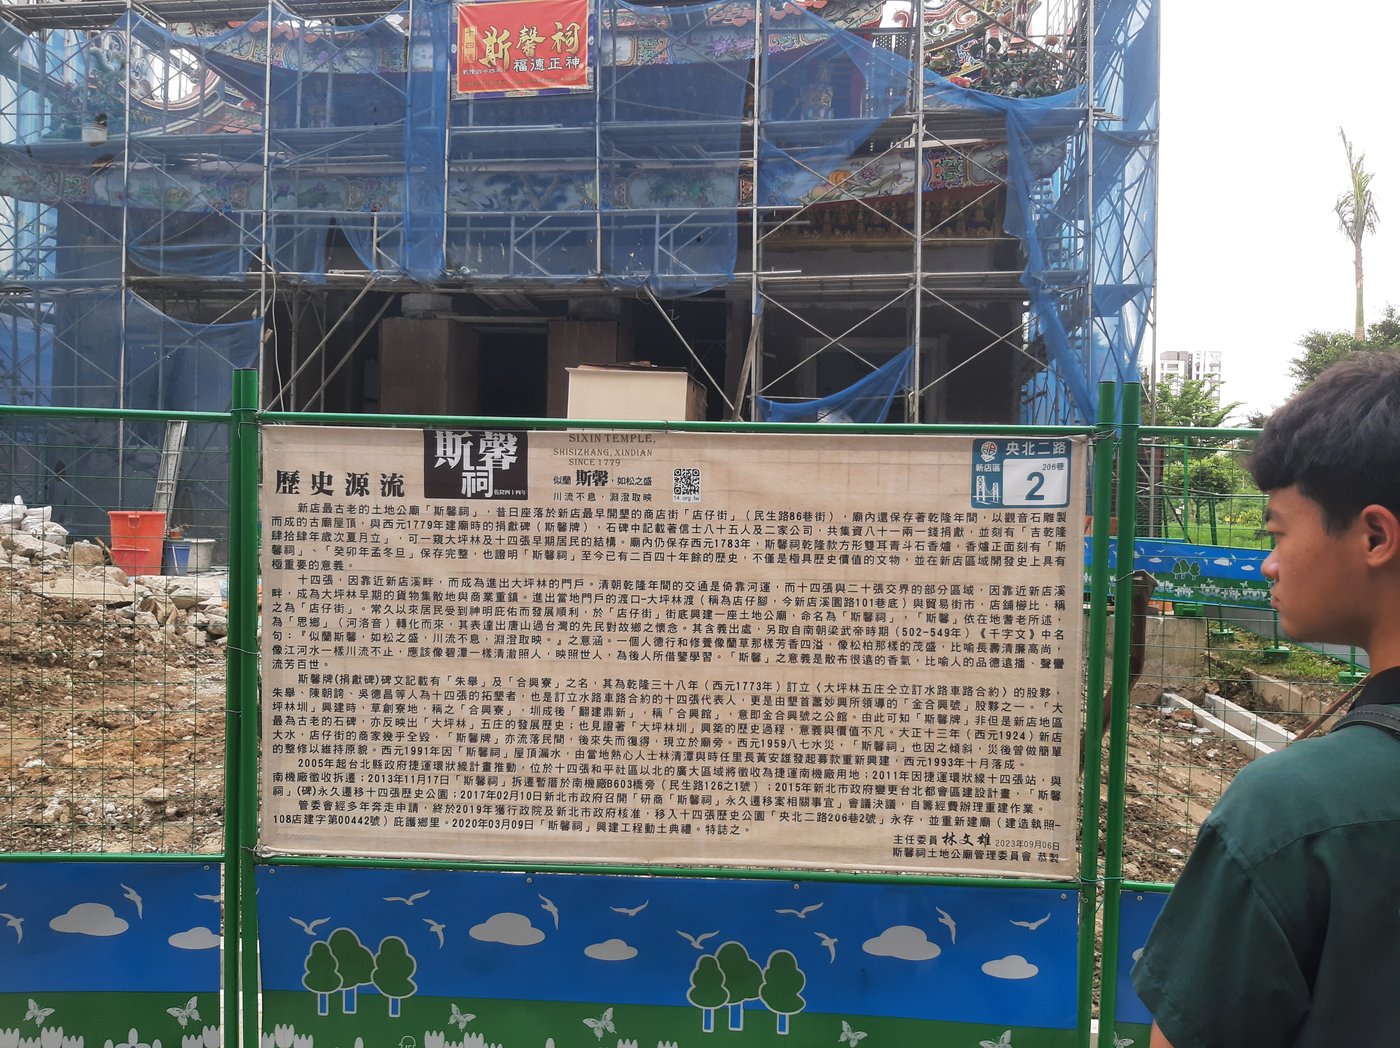 斯馨祠
福德正神
乾隆四十四年
斯馨祠
乾隆四十四年
SIXIN TEMPLE,
SHISIZHANG, XINDIAN
SINCE 1779
歷史源流
似蘭斯馨，如松之盛
川流不息，淵澄取映
14.org.tw
新店區
央北二路
206巷
2
新店最古老的土地公廟「斯馨祠」，昔日座落於新店最早開墾的商店街「店仔街」，（民生路86巷街），廟內還保存著乾隆年間，以觀音石雕製
而成的古廟屋頂，與西元1779年建廟時的捐獻碑（斯馨牌），石碑中記載著信士八十五人及二家公司，共集資八十一兩一錢捐獻，並刻有「吉乾隆
肆拾肆年歲次夏月立」，可一窺大坪林及十四張早期居民的結構。廟內仍保存西元1783年，斯馨祠乾隆款方形雙耳青斗石香爐，香爐正面刻有「斯
馨祠」、「癸卯年孟冬旦」保存完整，也證明「斯馨祠」至今已有二百四十年餘的歷史，不僅是極具歷史價值的文物，並在新店區域開發史上具有
極重要的意義。
十四張，因靠近新店溪畔，而成為進出大坪林的門戶。清朝乾隆年間的交通是倚靠河運，而十四張與二十張交界的部分區域，因靠近新店溪
畔，成為大坪林早期的貨物集散地與商業重鎮。進出當地門戶的渡口-大坪林渡（稱為店仔腳，今新店溪園路101巷底）與貿易街市，店鋪櫛比，稱
之為「店仔街」。常久以來居民受到神明庇佑而發展順利，於「店仔街」街底興建一座土地公廟，命名為「斯馨祠」，「斯馨」依在地耆老所述
為「思鄉」（河洛音）轉化而來，其表達出唐山過台灣的先民對故鄉之懷念。其含義出處，另取自南朝梁武帝時期（502-549年）《千字文》中名
句：『似蘭斯馨，如松之盛，川流不息，淵澄取映。』之意涵。一個人德行和修養像蘭草那樣芳香四溢，像松柏那樣的茂盛，比喻長壽清廉高尚，
像江河水一樣川流不止，應該像碧潭一樣清澈照人，映照世人，為後人所借鑒學習。「斯馨」之意義是散布很遠的香氣，比喻人的品德遠播、聲譽
流芳百世。
斯馨牌(捐獻碑)碑文記載有「朱舉」及「合興寮」之名，其為乾隆三十八年（西元1773年）訂立《大坪林五庄仝立訂水路車路合約》的股夥，
朱舉、陳朝誇、吳德昌等人為十四張的拓墾者，也是訂立水路車路合約的十四張代表人，更是由墾首蕭妙興所領導的「金合興號」股夥之一。「大
坪林圳」興建時，草創寮地，稱之「合興寮」，圳成後「翻建鼎新」，稱「合興館」，意即金合興號之公館。由此可知「斯馨牌」非但是新店地區
最為古老的石碑，亦反映出「大坪林」五庄的發展歷史；也見證著「大坪林圳」興築的歷史過程，意義與價值不凡。大正十三年（西元1924）新店
大水，店仔街的商家幾乎全毀，「斯馨牌」亦流落民間，後來失而復得，現立於廟旁。西元1959八七水災，「斯馨祠」也因之傾斜，災後曾做簡單
的整修以維持原貌。西元1991年因「斯馨祠」屋頂漏水，由當地熱心人士林清潭與時任里長黃安雄發起募款重新興建，西元1993年十月落成。
2005年起台北縣政府捷運環狀線計畫推動，位於十四張和平社區以北的廣大區域將徵收為捷運南機廠用地；2011年因捷運環狀線十四張站，與
南機廠徵收拆遷；2013年11月17日「斯馨祠」拆遷暫厝於南機廠B603橋旁（民生路126之1號）；2015年新北市政府變更台北都會區建設計畫，「斯馨
祠」(碑)永久遷移十四張歷史公園；2017年02月10日新北市政府召開「研商「斯馨祠」永久遷移案相關事宜」會議決議，自籌經費辦理重建作業。
管委會經多年奔走申請，終於2019年獲行政院及新北市政府核准，移入十四張歷史公園「央北二路206巷2號」永存，並重新建廟（建造執照-
108店建字第00442號）庇護鄉里。2020年03月09日「斯馨祠」興建工程動土典禮。特誌之。
主任委員 林文雄 2023年09月06日
斯馨祠土地公廟管理委員會 恭製